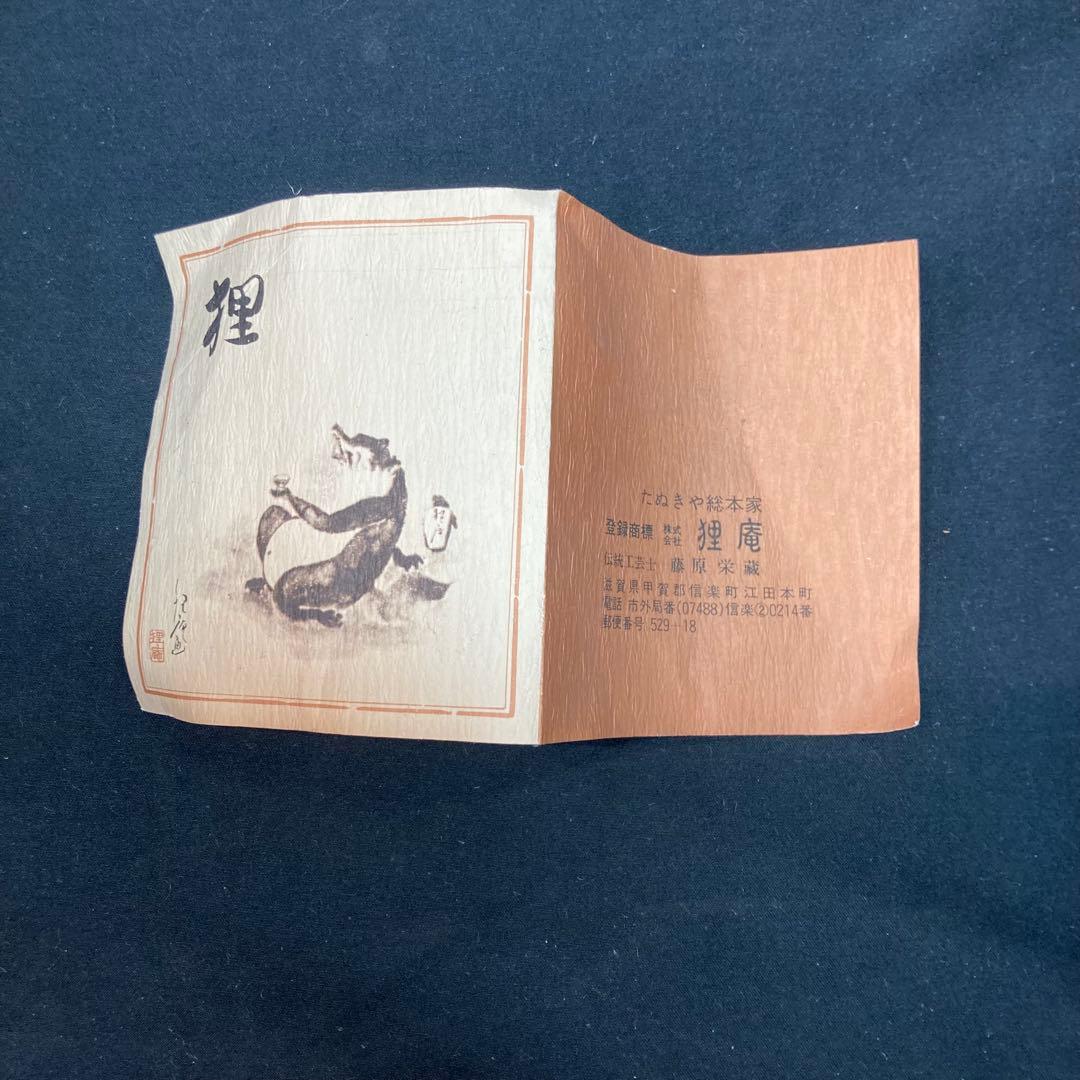 狸
狸庵
たぬきや総本家
登録商標 株式会社 狸庵
伝統工芸士 藤原栄藏
滋賀県甲賀郡信楽町江田本町
電話 市外局番(07488)信楽②0214番
郵便番号 529-18